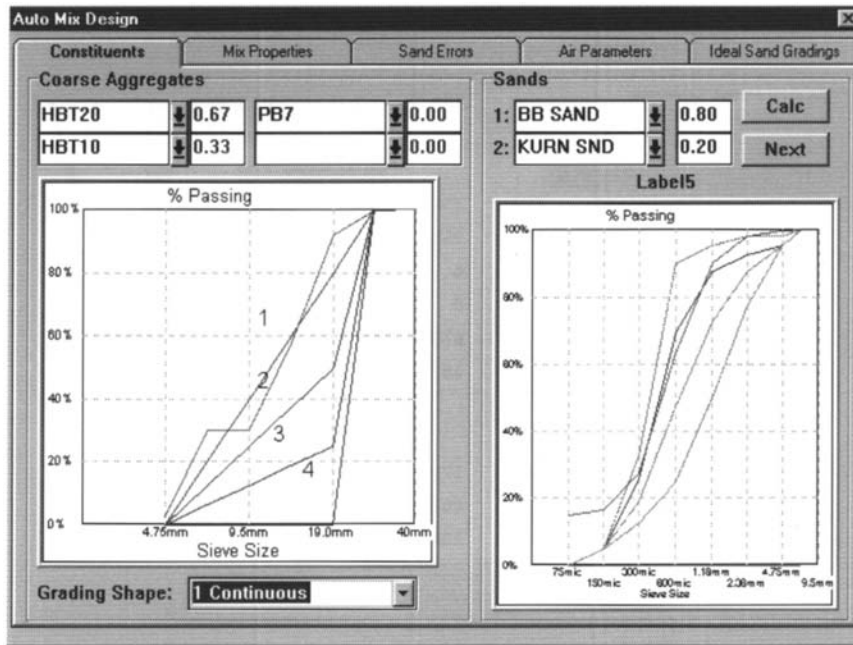 Auto Mix Design
Constituents Mix Properties Sand Errors Air Parameters Ideal Sand Gradings
Coarse Aggregates
HBT20 0.67 PB7 0.00
HBT10 0.33 0.00
% Passing
100%
80%
60%
40%
20%
0%
1
2
3
4
4.75mm 9.5mm 19.0mm 40mm
Sieve Size
Grading Shape: 1 Continuous
Sands
1: BB SAND 0.80 Calc
2: KURN SND 0.20 Next
Label5
% Passing
100%
80%
60%
40%
20%
0%
75mic 300mic 1.18mm 4.75mm
150mic 600mic 2.36mm 9.5mm
Sieve Size